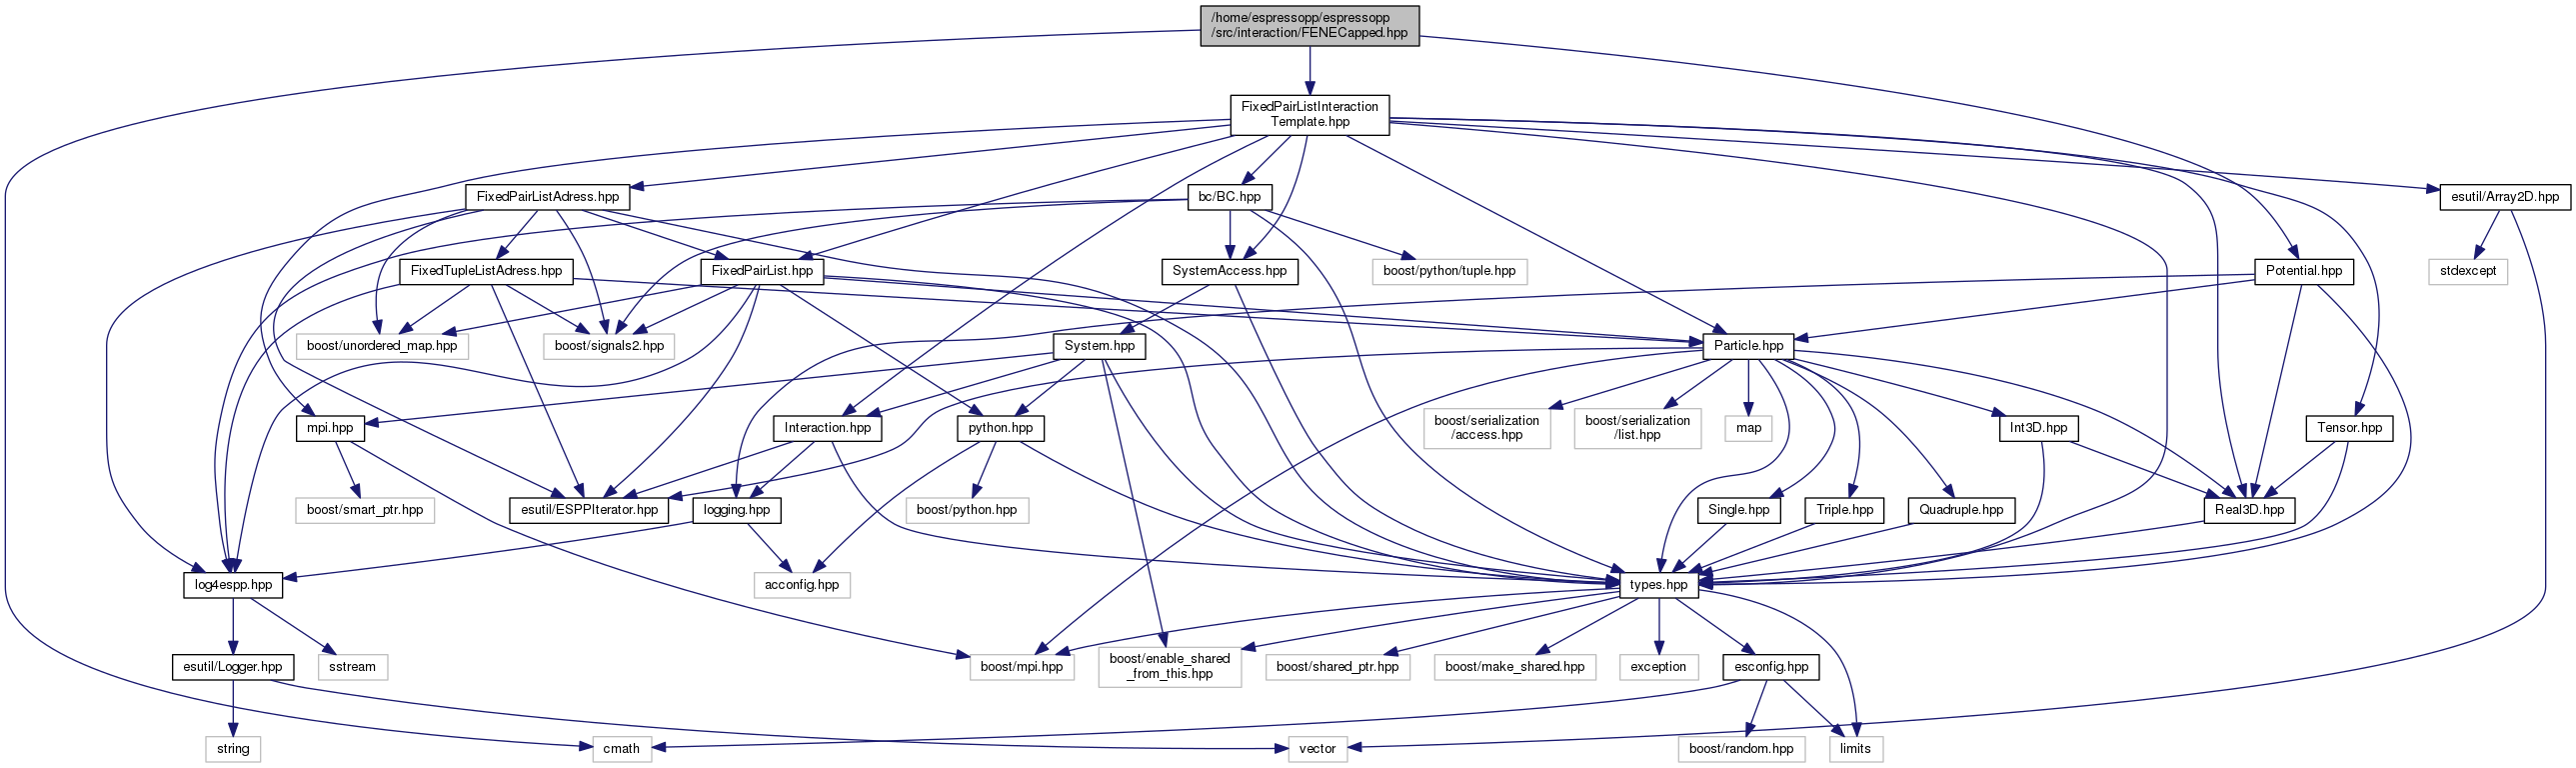 /home/espressopp/espressopp
/src/interaction/FENECapped.hpp
FixedPairListInteraction
Template.hpp
FixedPairListAdress.hpp
bc/BC.hpp
esutil/Array2D.hpp
FixedTupleListAdress.hpp
FixedPairList.hpp
SystemAccess.hpp
boost/python/tuple.hpp
Potential.hpp
stdexcept
boost/unordered_map.hpp
boost/signals2.hpp
System.hpp
Particle.hpp
mpi.hpp
Interaction.hpp
python.hpp
boost/serialization
/access.hpp
boost/serialization
/list.hpp
map
Int3D.hpp
Tensor.hpp
boost/smart_ptr.hpp
esutil/ESPPIterator.hpp
logging.hpp
boost/python.hpp
Single.hpp
Triple.hpp
Quadruple.hpp
Real3D.hpp
log4espp.hpp
acconfig.hpp
types.hpp
esutil/Logger.hpp
sstream
boost/mpi.hpp
boost/enable_shared
_from_this.hpp
boost/shared_ptr.hpp
boost/make_shared.hpp
exception
esconfig.hpp
string
cmath
vector
boost/random.hpp
limits